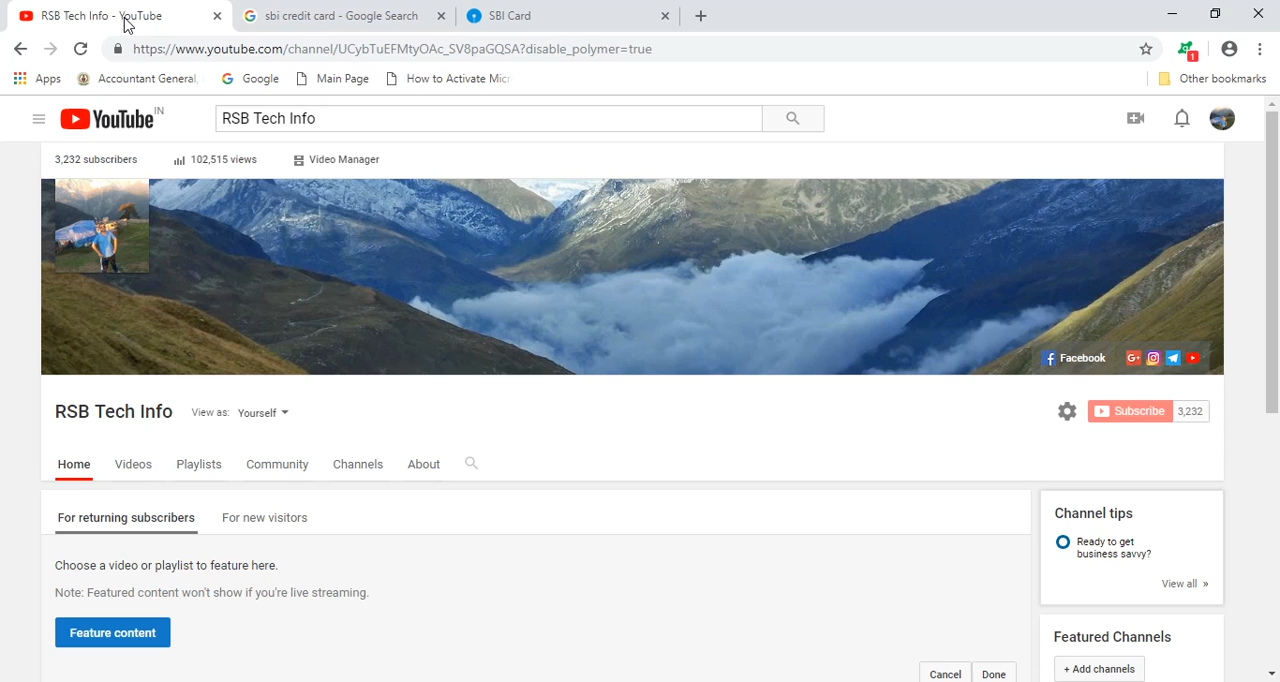 RSB Tech Info - YouTube
sbi credit card - Google Search
SBI Card
https://www.youtube.com/channel/UCybTuEFMtyOAc_SV8paGQSA?disable_polymer=true
1
Apps
Accountant General,
Google
Main Page
How to Activate Micr
Other bookmarks
YouTube IN
RSB Tech Info
3,232 subscribers
102,515 views
Video Manager
Facebook
G+
RSB Tech Info
View as: Yourself
Subscribe 3,232
Home
Videos
Playlists
Community
Channels
About
For returning subscribers
For new visitors
Choose a video or playlist to feature here.
Note: Featured content won't show if you're live streaming.
Feature content
Cancel
Done
Channel tips
Ready to get
business savvy?
View all »
Featured Channels
+ Add channels